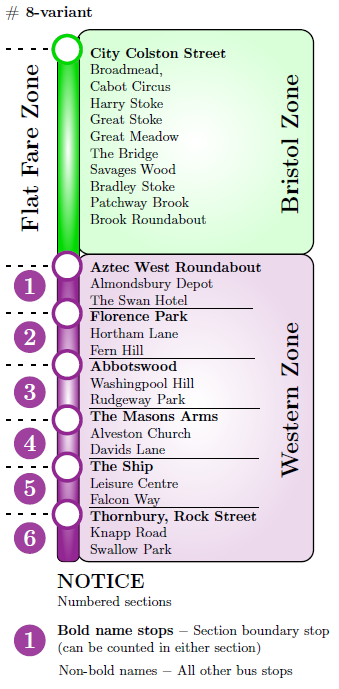 # 8-variant
Flat Fare Zone
City Colston Street
Broadmead,
Cabot Circus
Harry Stoke
Great Stoke
Great Meadow
The Bridge
Savages Wood
Bradley Stoke
Patchway Brook
Brook Roundabout
Bristol Zone
Aztec West Roundabout
1
Almondsbury Depot
The Swan Hotel
Florence Park
2
Hortham Lane
Fern Hill
Abbotswood
3
Washingpool Hill
Rudgeway Park
The Masons Arms
4
Alveston Church
Davids Lane
The Ship
5
Leisure Centre
Falcon Way
Thornbury, Rock Street
6
Knapp Road
Swallow Park
Western Zone
NOTICE
Numbered sections
1
Bold name stops – Section boundary stop
(can be counted in either section)
Non-bold names – All other bus stops